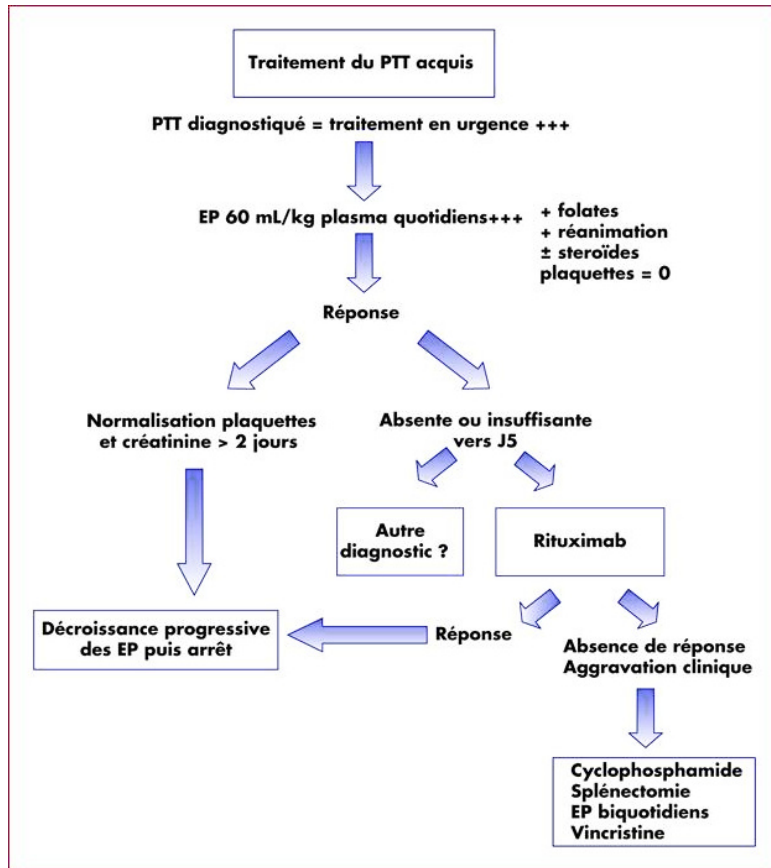 Traitement du PTT acquis
PTT diagnostiqué = traitement en urgence +++
EP 60 mL/kg plasma quotidiens+++
+ folates
+ réanimation
± steroïdes
plaquettes = 0
Réponse
Normalisation plaquettes
et créatinine > 2 jours
Absente ou insuffisante
vers J5
Autre
diagnostic ?
Rituximab
Décroissance progressive
des EP puis arrêt
Réponse
Absence de réponse
Aggravation clinique
Cyclophosphamide
Splénectomie
EP biquotidiens
Vincristine